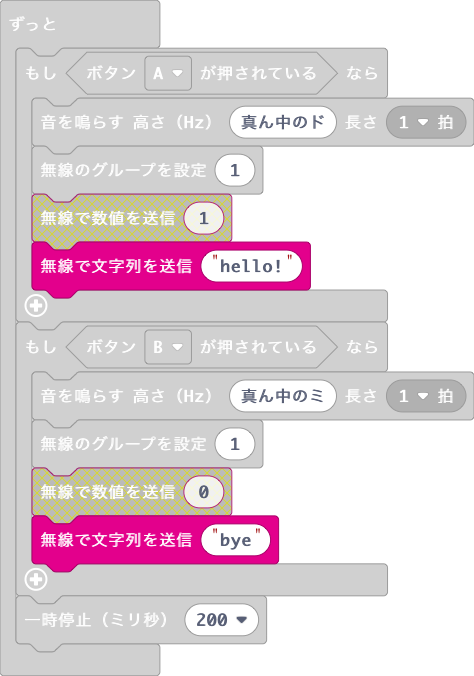 ずっと
もし ボタン A が押されている なら
音を鳴らす 高さ（Hz） 真ん中のド 長さ 1 拍
無線のグループを設定 1
無線で数値を送信 1
無線で文字列を送信 "hello!"
もし ボタン B が押されている なら
音を鳴らす 高さ（Hz） 真ん中のミ 長さ 1 拍
無線のグループを設定 1
無線で数値を送信 0
無線で文字列を送信 "bye"
一時停止（ミリ秒） 200